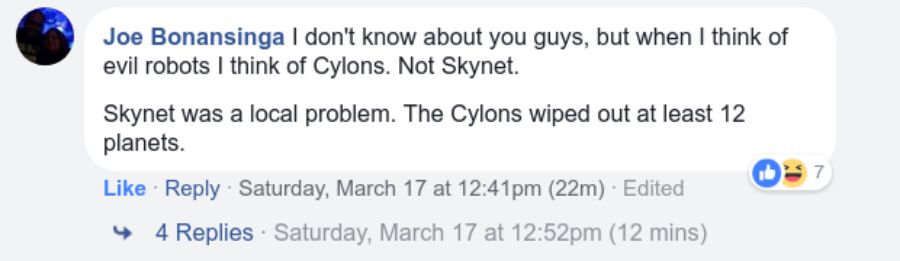 Joe Bonansinga I don't know about you guys, but when I think of
evil robots I think of Cylons. Not Skynet.
Skynet was a local problem. The Cylons wiped out at least 12
planets.
Like · Reply · Saturday, March 17 at 12:41pm (22m) · Edited
7
4 Replies · Saturday, March 17 at 12:52pm (12 mins)